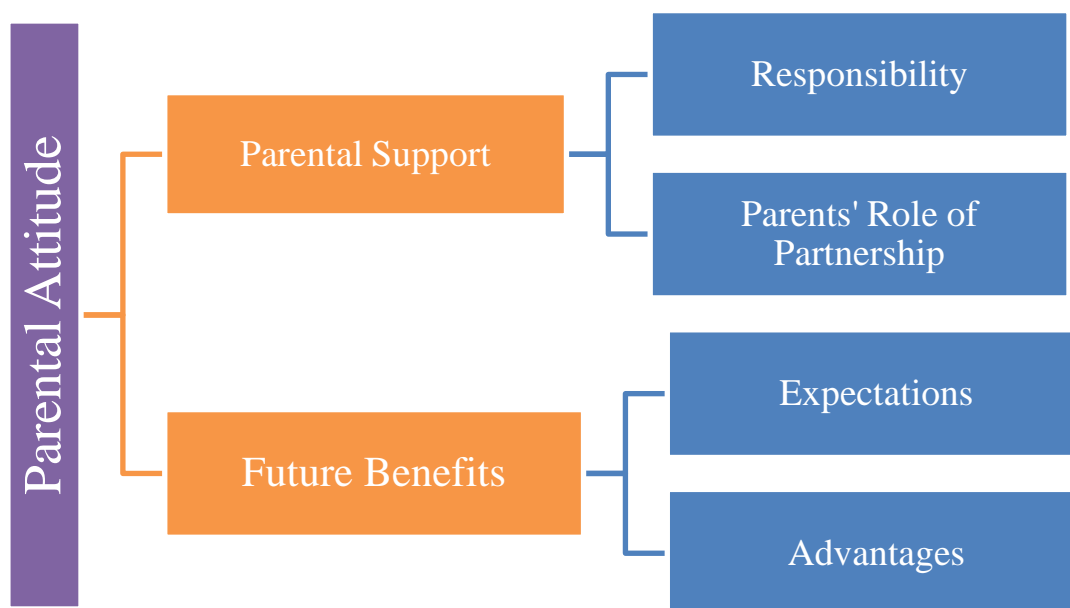 Parental Attitude
Parental Support
Responsibility
Parents' Role of
Partnership
Future Benefits
Expectations
Advantages